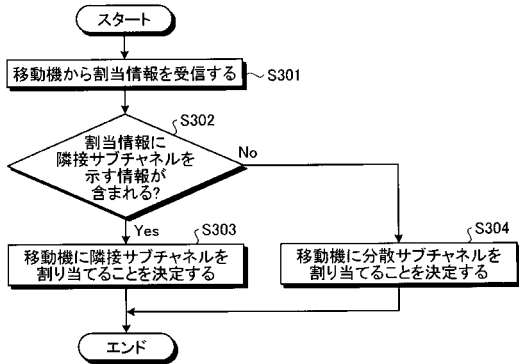 スタート
移動機から割当情報を受信する
S301
S302
割当情報に
隣接サブチャネルを
示す情報が
含まれる?
No
Yes
S303
移動機に隣接サブチャネルを
割り当てることを決定する
S304
移動機に分散サブチャネルを
割り当てることを決定する
エンド